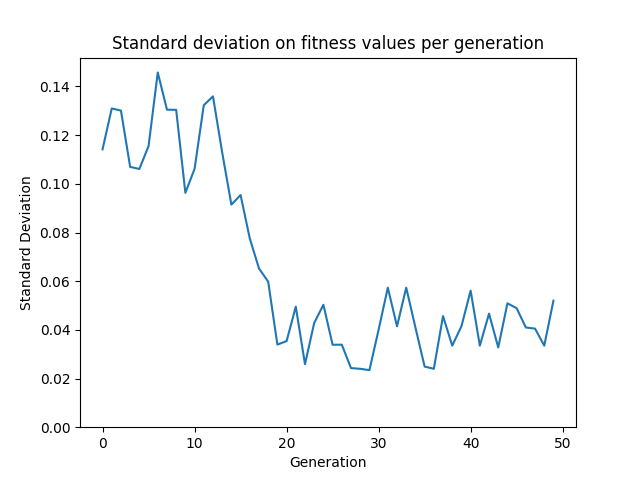 Standard deviation on fitness values per generation
Standard Deviation
0.14
0.12
0.10
0.08
0.06
0.04
0.02
0.00
0 10 20 30 40 50
Generation